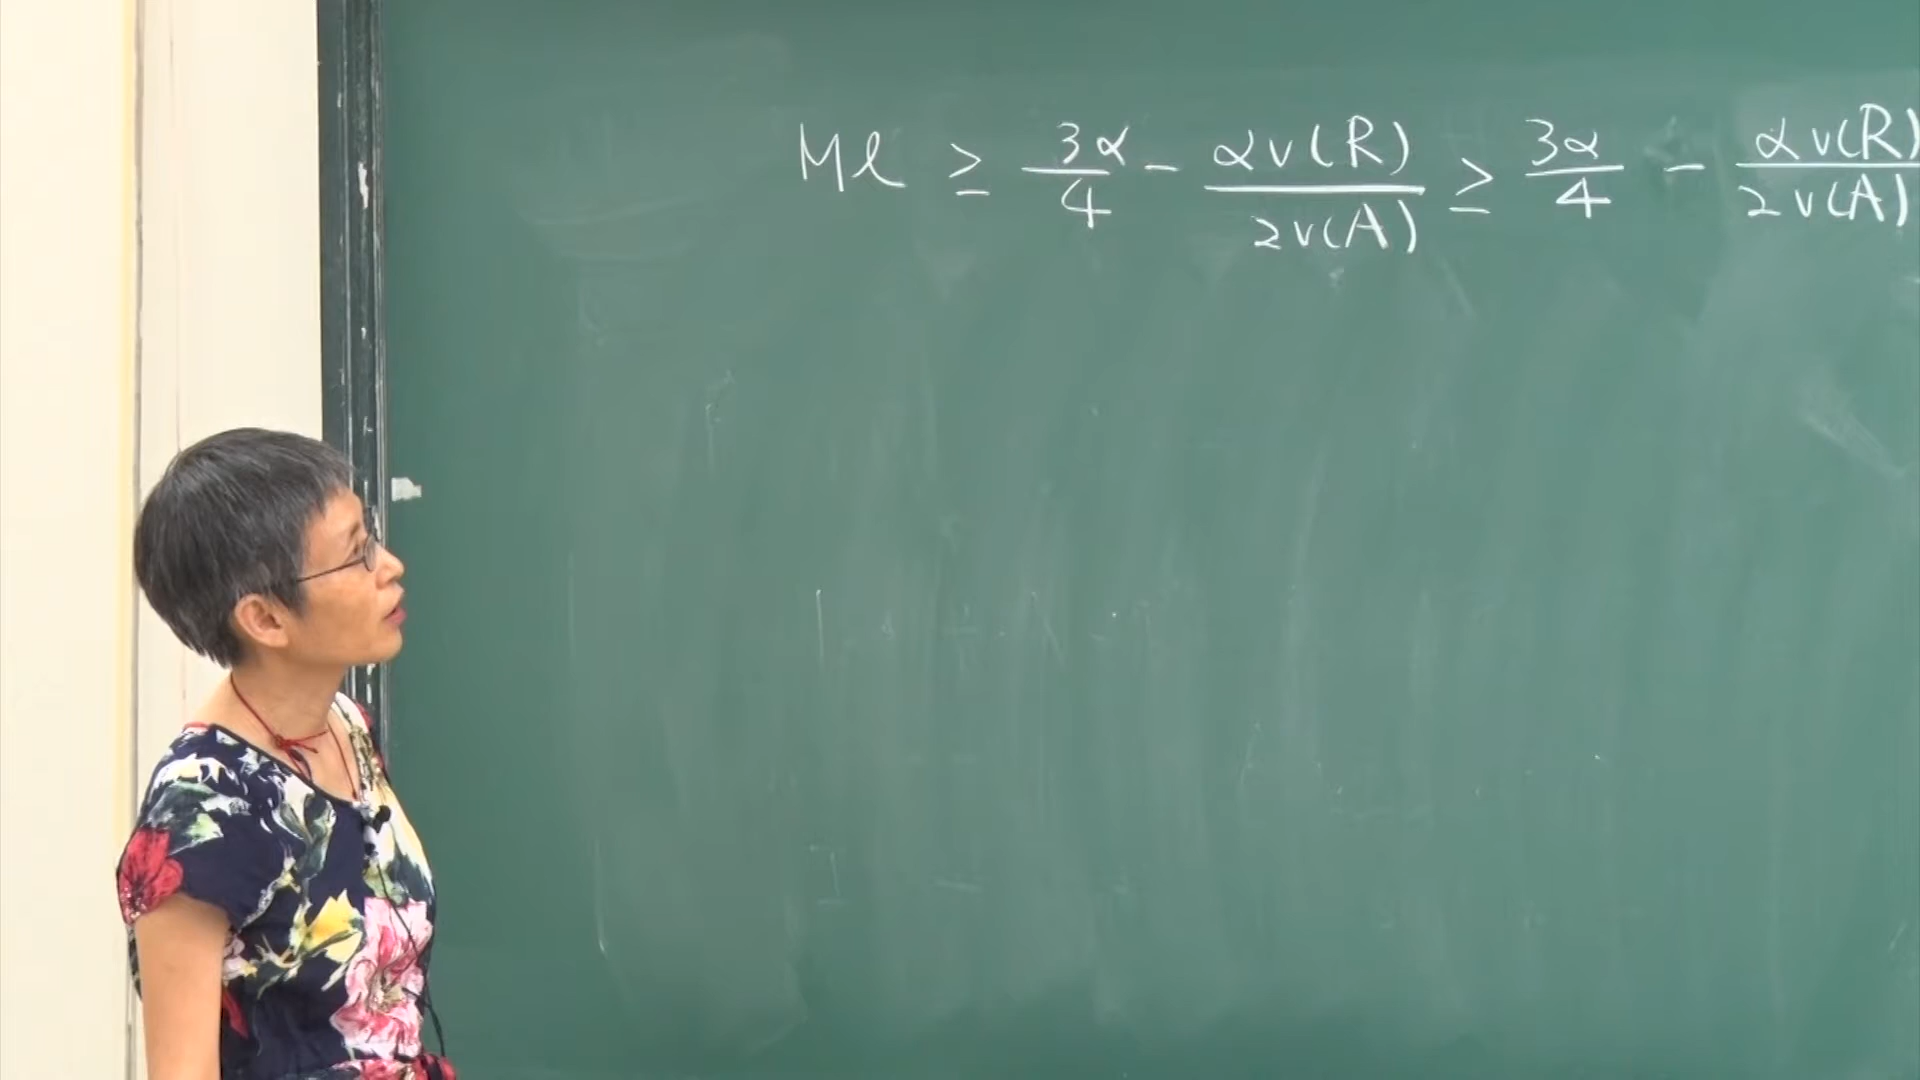 Ml ≥ 3α/4 - αv(R)/2v(A) ≥ 3α/4 - αv(R)/2v(A)